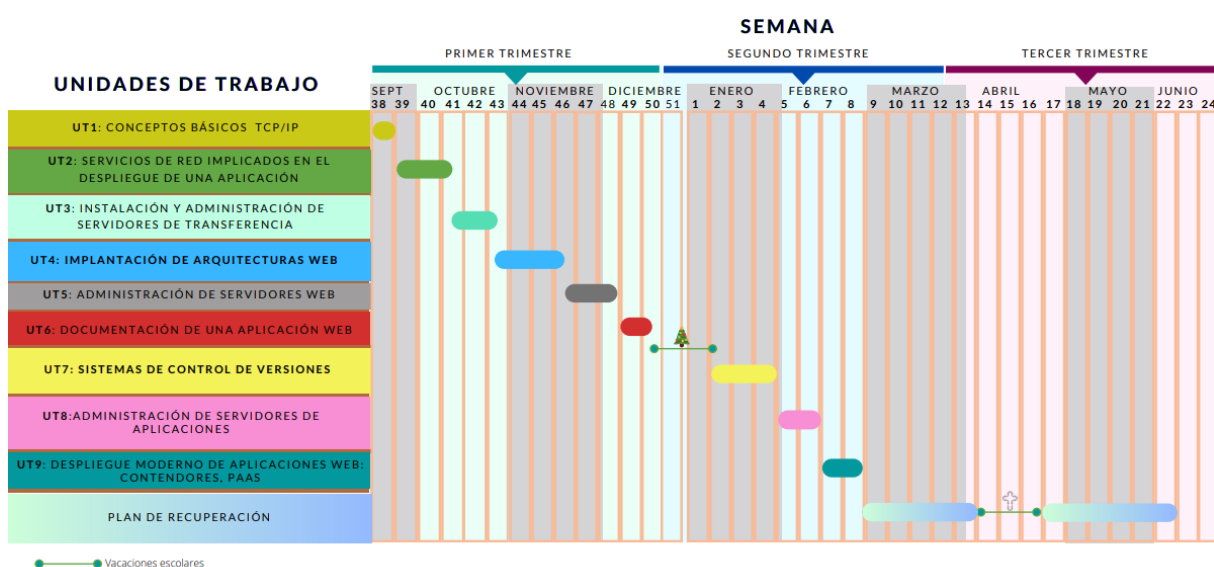 SEMANA
PRIMER TRIMESTRE SEGUNDO TRIMESTRE TERCER TRIMESTRE
UNIDADES DE TRABAJO
SEPT OCTUBRE NOVIEMBRE DICIEMBRE ENERO FEBRERO MARZO ABRIL MAYO JUNIO
38 39 40 41 42 43 44 45 46 47 48 49 50 51 1 2 3 4 5 6 7 8 9 10 11 12 13 14 15 16 17 18 19 20 21 22 23 24
UT1: CONCEPTOS BÁSICOS TCP/IP
UT2: SERVICIOS DE RED IMPLICADOS EN EL
DESPLIEGUE DE UNA APLICACIÓN
UT3: INSTALACIÓN Y ADMINISTRACIÓN DE
SERVIDORES DE TRANSFERENCIA
UT4: IMPLANTACIÓN DE ARQUITECTURAS WEB
UT5: ADMINISTRACIÓN DE SERVIDORES WEB
UT6: DOCUMENTACIÓN DE UNA APLICACIÓN WEB
UT7: SISTEMAS DE CONTROL DE VERSIONES
UT8:ADMINISTRACIÓN DE SERVIDORES DE
APLICACIONES
UT9: DESPLIEGUE MODERNO DE APLICACIONES WEB:
CONTENDORES, PAAS
PLAN DE RECUPERACIÓN
Vacaciones escolares